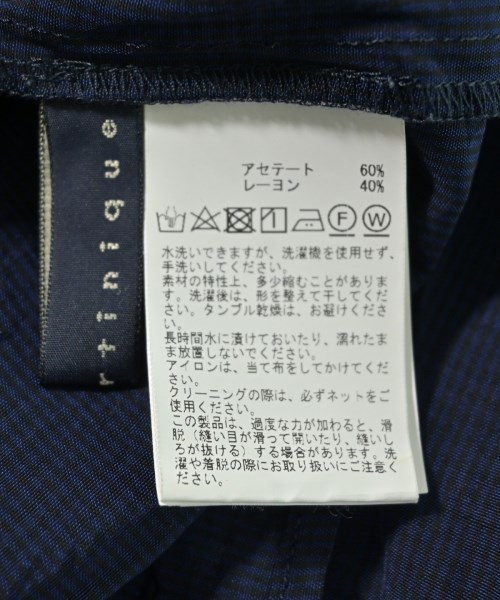 rtinique
アセテート 60%
レーヨン 40%
F W
水洗いできますが、洗濯機を使用せず、
手洗いしてください。
素材の特性上、多少縮むことがありま
す。洗濯後は、形を整えて干してくださ
い。タンブル乾燥は、お避けくださ
い。
長時間水に漬けておいたり、濡れたま
ま放置しないでください。
アイロンは、当て布をしてかけてくだ
さい。
クリーニングの際は、必ずネットをご
使用ください。
この製品は、過度な力が加わると、滑
脱（縫い目が滑って開いたり、縫いし
ろが抜ける）する場合があります。洗
濯や着脱の際にお取り扱いにご注意く
ださい。